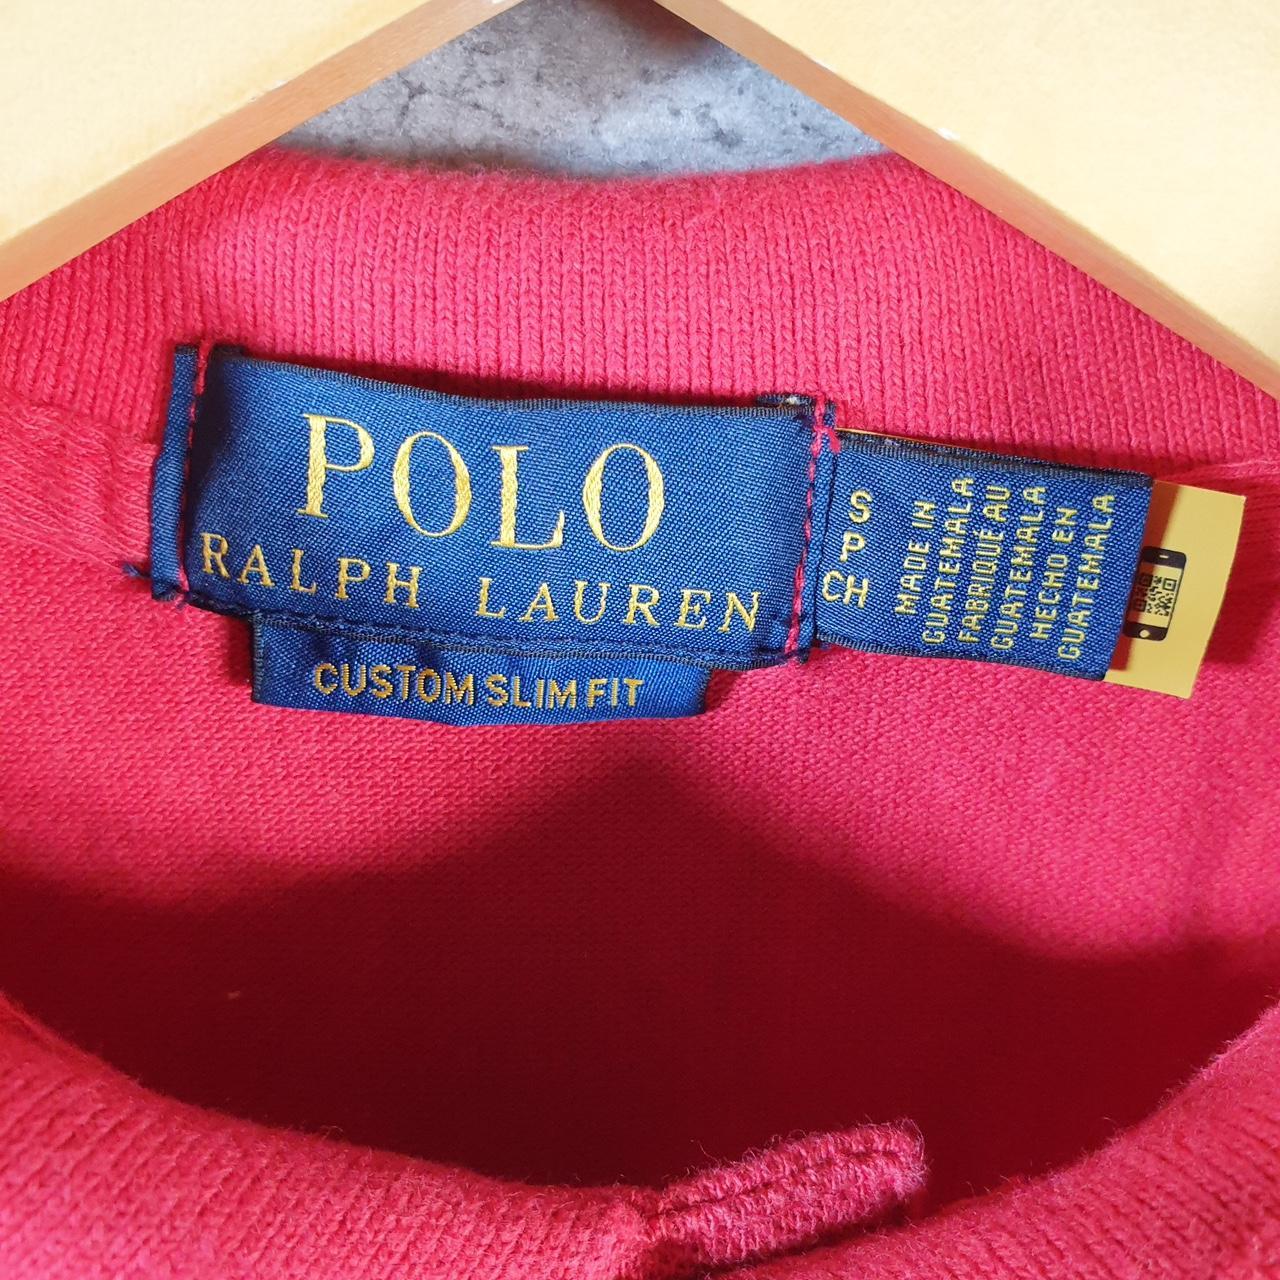 POLO
RALPH LAUREN
CUSTOM SLIM FIT
S
P
CH
MADE IN
GUATEMALA
FABRIQUE AU
GUATEMALA
HECHO EN
GUATEMALA